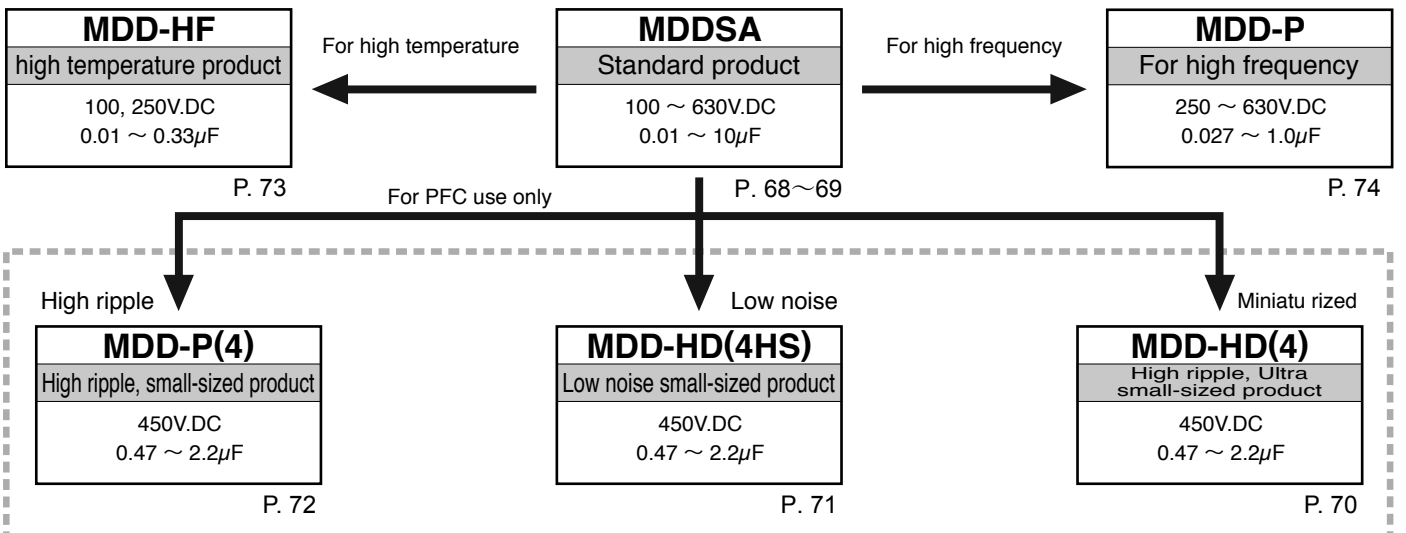 MDD-HF
high temperature product
100, 250V.DC
0.01 ~ 0.33µF
P. 73
For high temperature
MDDSA
Standard product
100 ~ 630V.DC
0.01 ~ 10µF
P. 68~69
For high frequency
MDD-P
For high frequency
250 ~ 630V.DC
0.027 ~ 1.0µF
P. 74
For PFC use only
High ripple
MDD-P(4)
High ripple, small-sized product
450V.DC
0.47 ~ 2.2µF
P. 72
Low noise
MDD-HD(4HS)
Low noise small-sized product
450V.DC
0.47 ~ 2.2µF
P. 71
Miniatu rized
MDD-HD(4)
High ripple, Ultra
small-sized product
450V.DC
0.47 ~ 2.2µF
P. 70